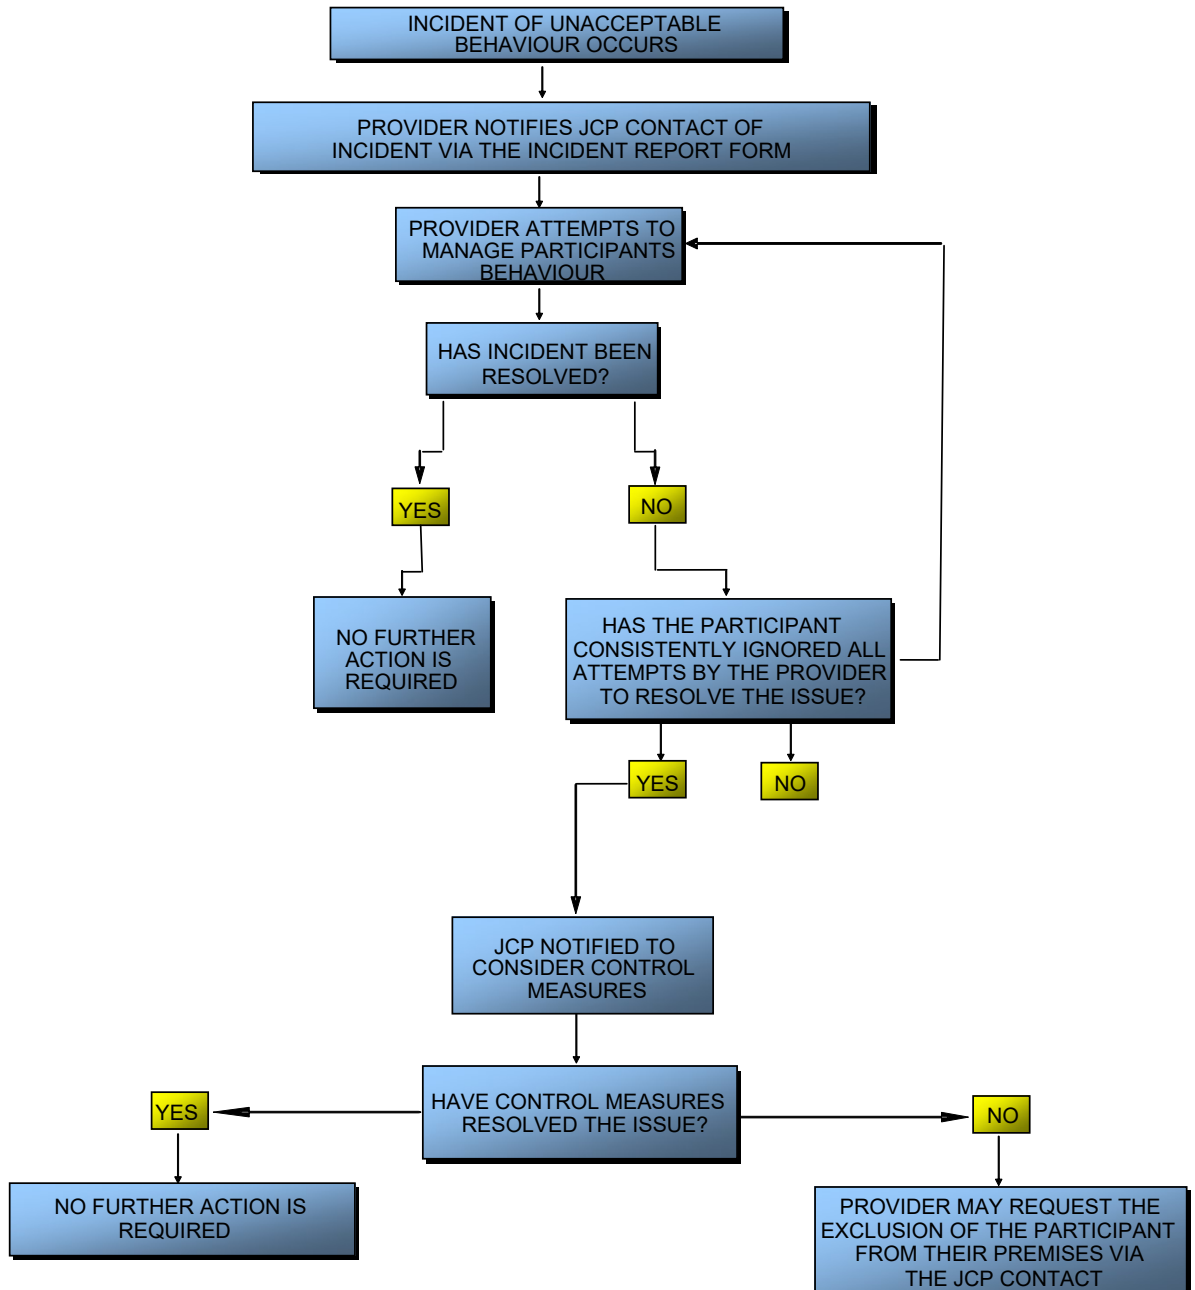 INCIDENT OF UNACCEPTABLE
BEHAVIOUR OCCURS
PROVIDER NOTIFIES JCP CONTACT OF
INCIDENT VIA THE INCIDENT REPORT FORM
PROVIDER ATTEMPTS TO
MANAGE PARTICIPANTS
BEHAVIOUR
HAS INCIDENT BEEN
RESOLVED?
YES
NO
NO FURTHER
ACTION IS
REQUIRED
HAS THE PARTICIPANT
CONSISTENTLY IGNORED ALL
ATTEMPTS BY THE PROVIDER
TO RESOLVE THE ISSUE?
YES
NO
JCP NOTIFIED TO
CONSIDER CONTROL
MEASURES
HAVE CONTROL MEASURES
RESOLVED THE ISSUE?
YES
NO
NO FURTHER ACTION IS
REQUIRED
PROVIDER MAY REQUEST THE
EXCLUSION OF THE PARTICIPANT
FROM THEIR PREMISES VIA
THE JCP CONTACT